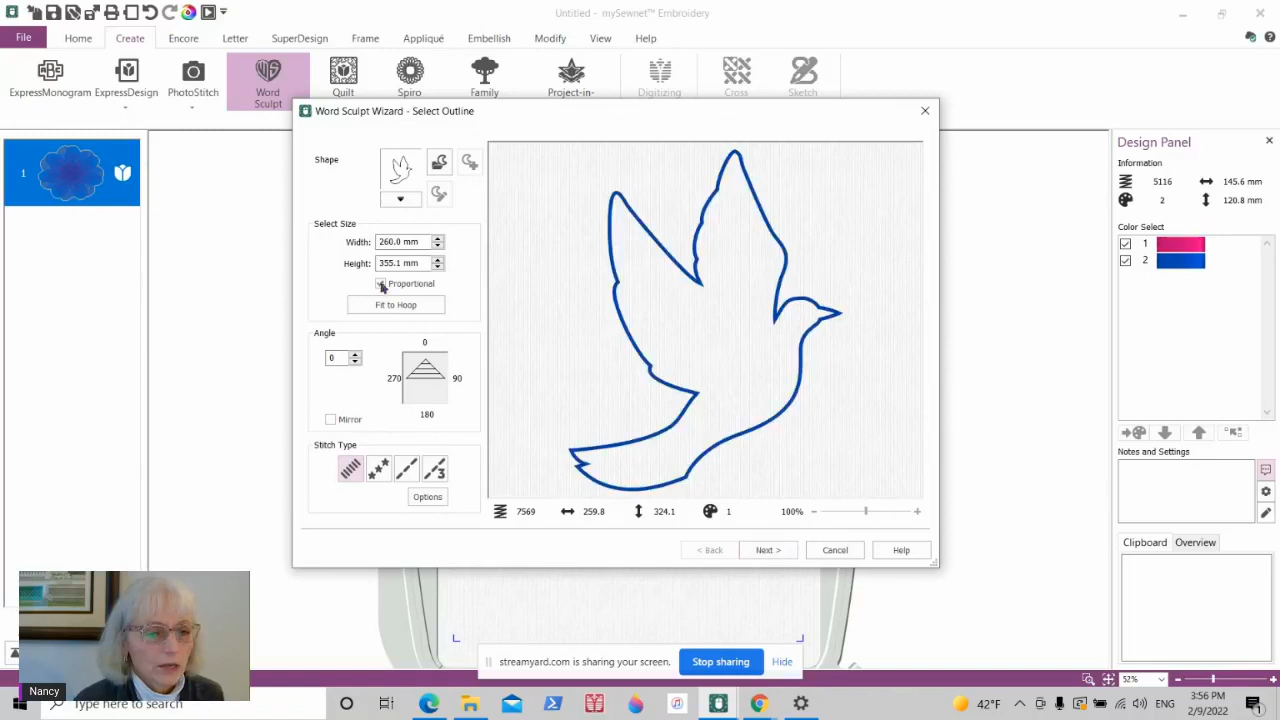 Untitled - mySewnet™ Embroidery
File Home Create Encore Letter SuperDesign Frame Appliqué Embellish Modify View Help
ExpressMonogram ExpressDesign PhotoStitch Word Sculpt Quilt Spiro Family Project-in- Digitizing Cross Sketch
Word Sculpt Wizard - Select Outline
Shape
Select Size
Width: 260.0 mm
Height: 355.1 mm
Proportional
Fit to Hoop
Angle
0
0
270 90
180
Mirror
Stitch Type
Options
7569 259.8 324.1 1 100% - +
< Back Next > Cancel Help
1
Design Panel
Information
5116 145.6 mm
2 120.8 mm
Color Select
1
2
Notes and Settings
Clipboard Overview
streamyard.com is sharing your screen. Stop sharing Hide
52%
Nancy
Type here to search
42°F
ENG
3:56 PM
2/9/2022
1